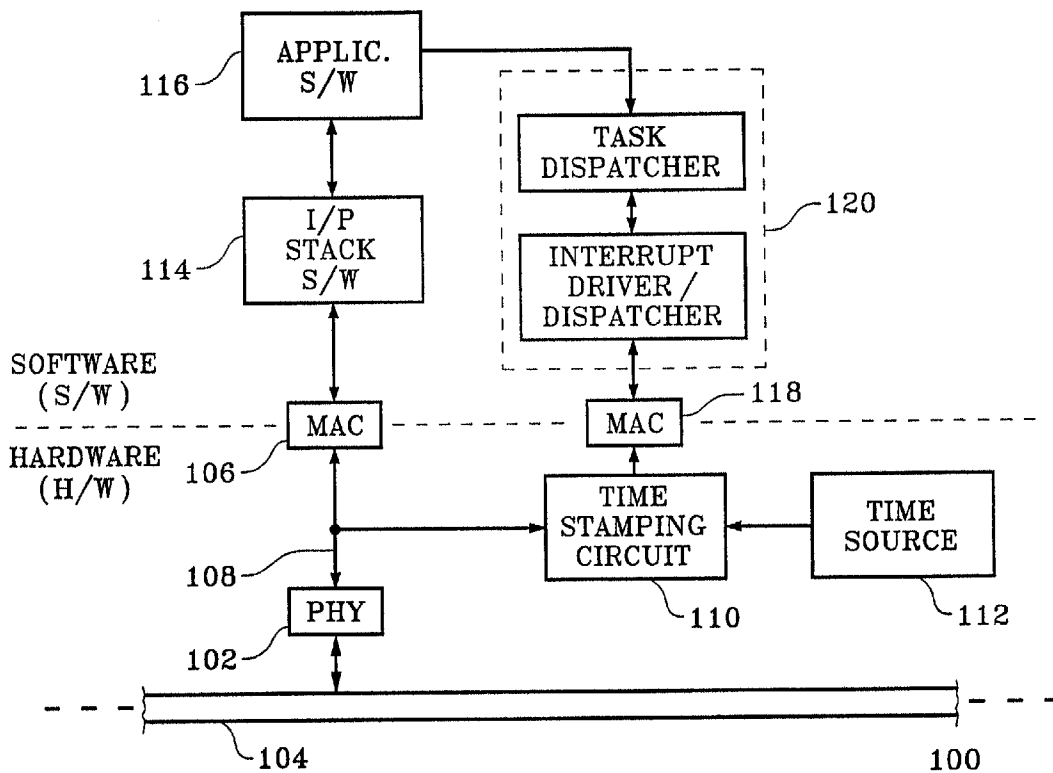 APPLIC.
S/W
116
TASK
DISPATCHER
120
I/P
STACK
S/W
114
INTERRUPT
DRIVER/
DISPATCHER
SOFTWARE
(S/W)
118
MAC
MAC
HARDWARE
(H/W)
106
TIME
STAMPING
CIRCUIT
TIME
SOURCE
108
110
112
PHY
102
104
100